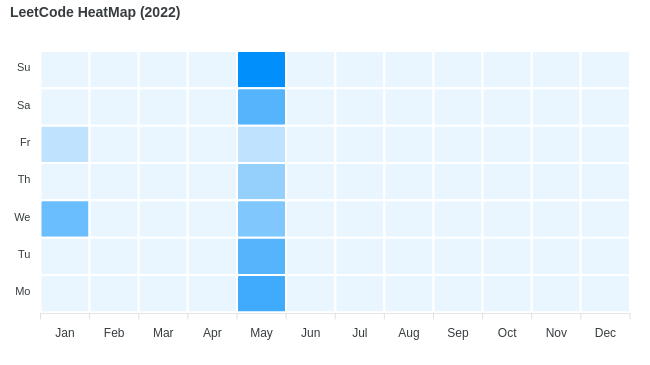 LeetCode HeatMap (2022)
Su
Sa
Fr
Th
We
Tu
Mo
Jan Feb Mar Apr May Jun Jul Aug Sep Oct Nov Dec